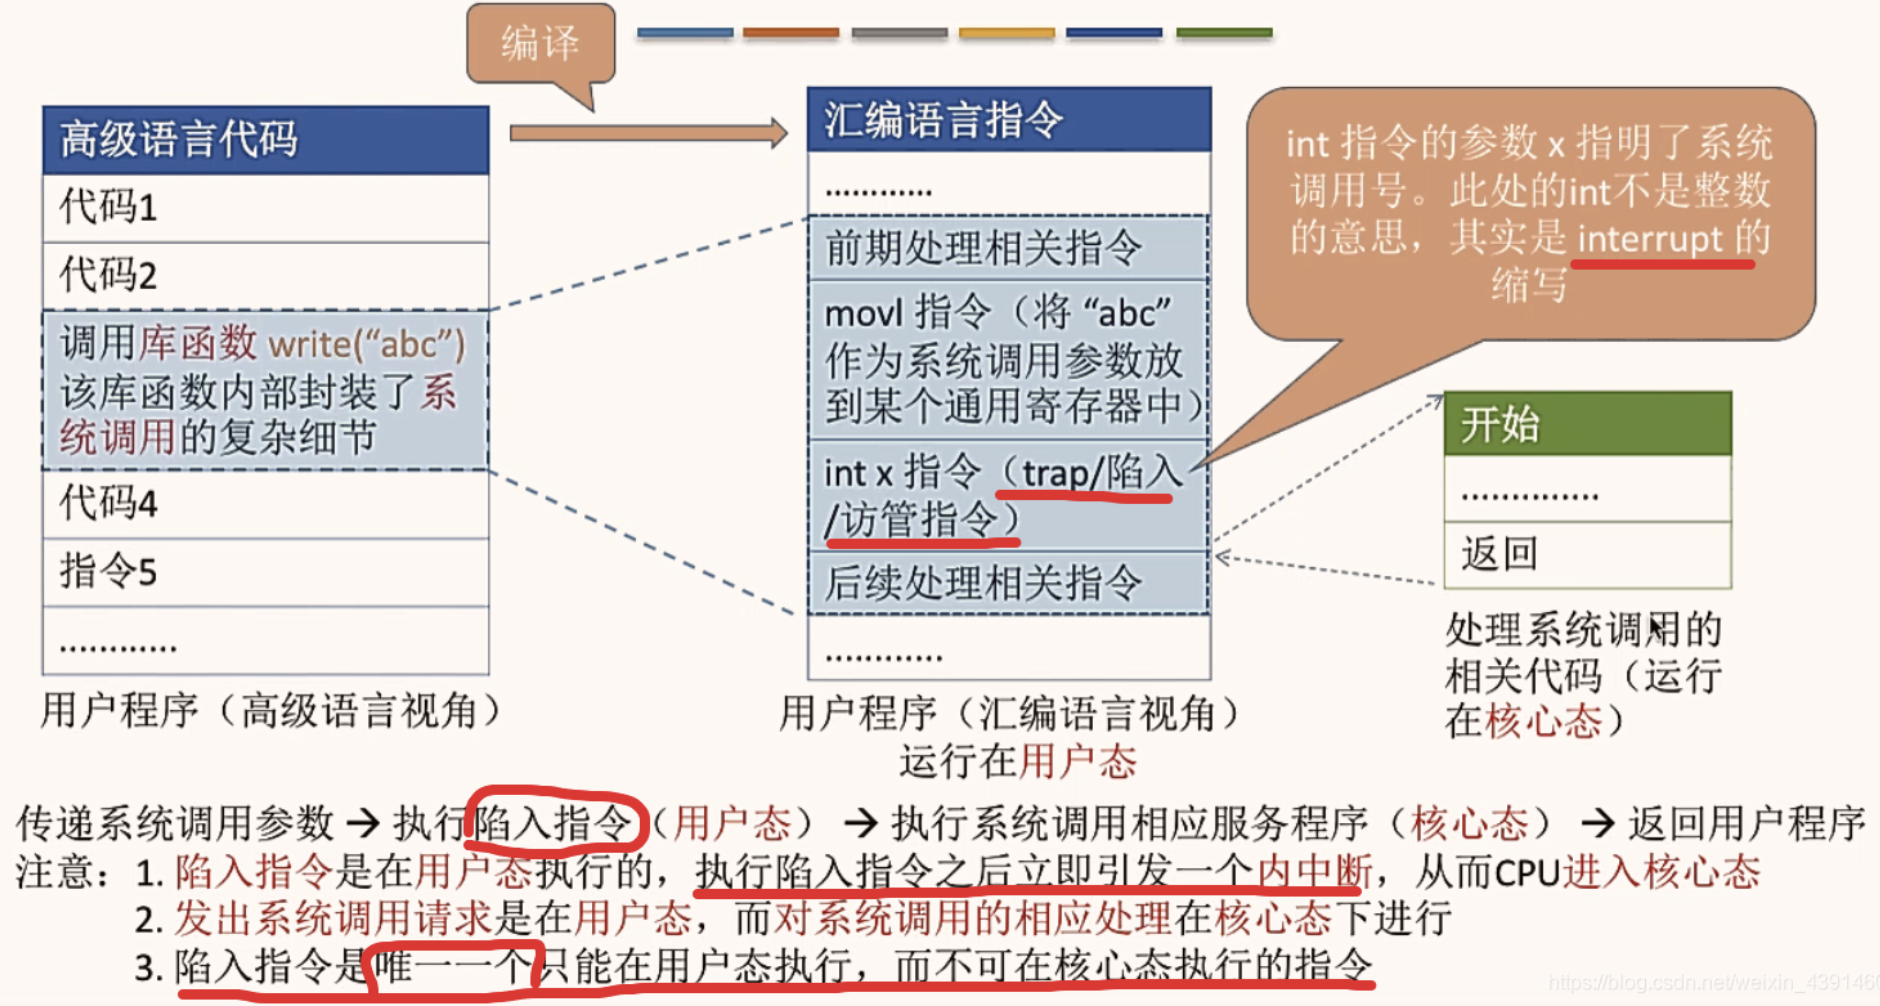 编译
高级语言代码
代码1
代码2
调用库函数 write(“abc”)
该库函数内部封装了系
统调用的复杂细节
代码4
指令5
…………
用户程序（高级语言视角）
汇编语言指令
…………
前期处理相关指令
movl 指令（将 “abc”
作为系统调用参数放
到某个通用寄存器中）
int x 指令（trap/陷入
/访管指令）
后续处理相关指令
…………
用户程序（汇编语言视角）
运行在用户态
int 指令的参数 x 指明了系统
调用号。此处的int不是整数
的意思，其实是 interrupt 的
缩写
开始
……………
返回
处理系统调用的
相关代码（运行
在核心态）
传递系统调用参数 → 执行陷入指令（用户态） → 执行系统调用相应服务程序（核心态） → 返回用户程序
注意：1. 陷入指令是在用户态执行的，执行陷入指令之后立即引发一个内中断，从而CPU进入核心态
2. 发出系统调用请求是在用户态，而对系统调用的相应处理在核心态下进行
3. 陷入指令是唯一一个只能在用户态执行，而不可在核心态执行的指令
https://blog.csdn.net/weixin_4391460